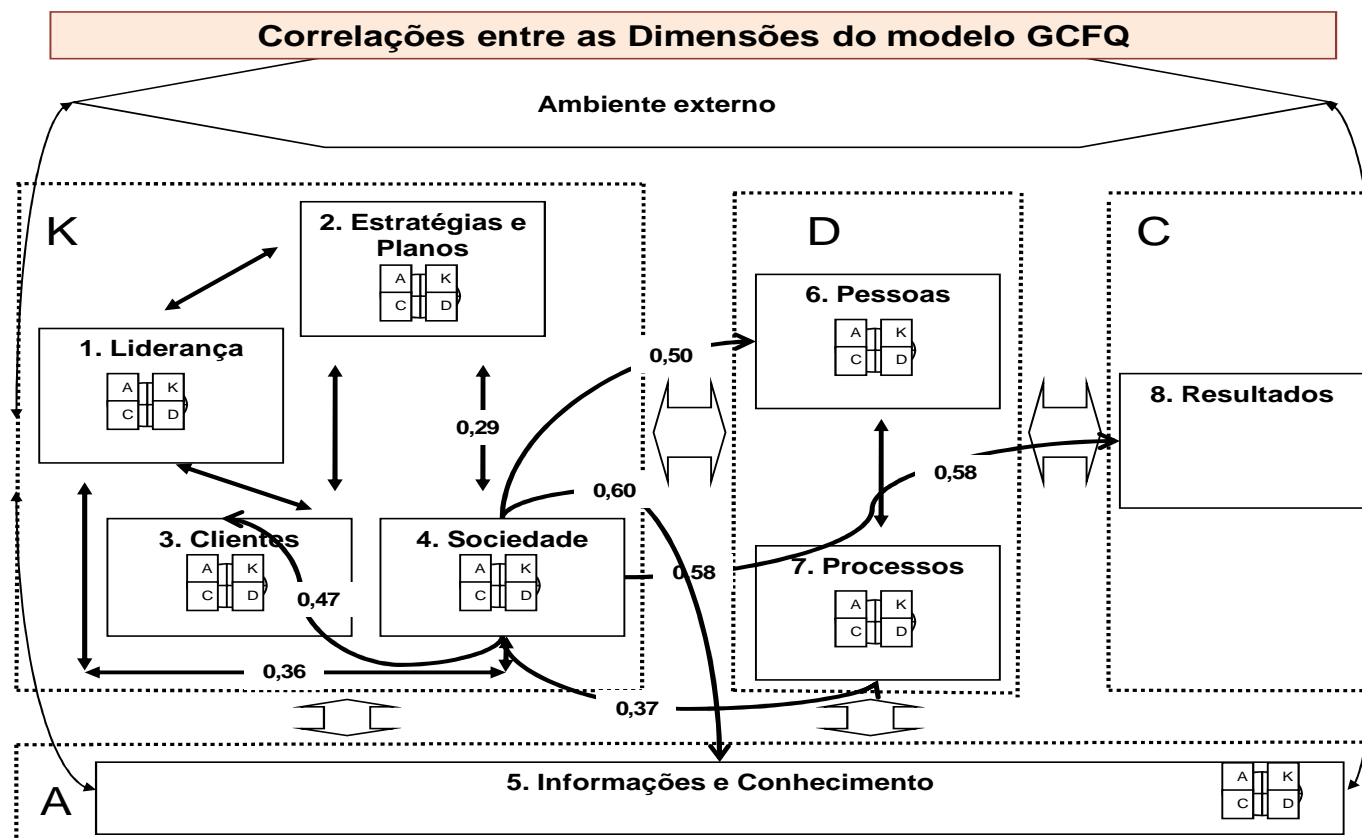 Correlações entre as Dimensões do modelo GCFQ
Ambiente externo
K
2. Estratégias e
Planos
A K
C D
1. Liderança
A K
C D
0,29
3. Clientes
A K
C D
0,47
4. Sociedade
A K
C D
0,36
0,50
0,60
0,58
0,37
D
6. Pessoas
A K
C D
0,58
7. Processos
A K
C D
C
8. Resultados
A
5. Informações e Conhecimento
A K
C D